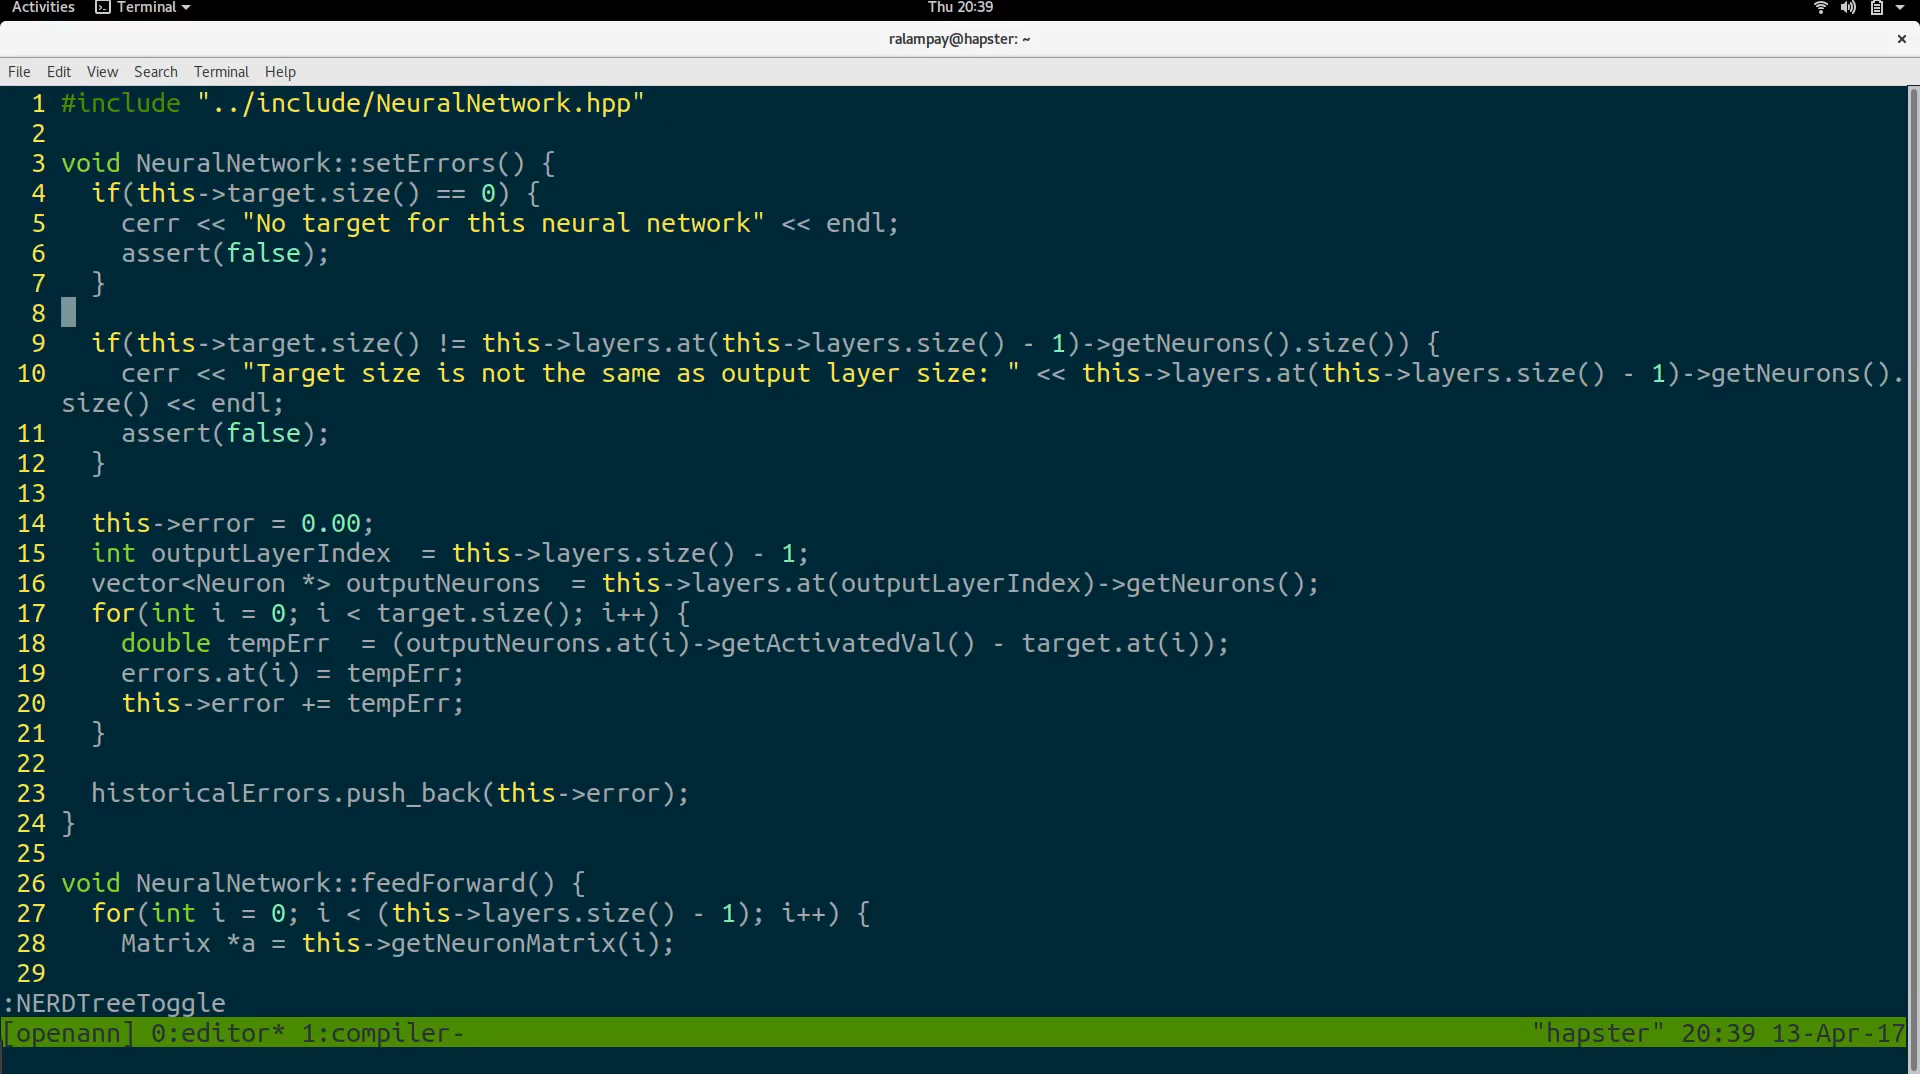 Activities Terminal Thu 20:39
ralampay@hapster: ~ ×
File Edit View Search Terminal Help
1 #include "../include/NeuralNetwork.hpp"
2
3 void NeuralNetwork::setErrors() {
4   if(this->target.size() == 0) {
5     cerr << "No target for this neural network" << endl;
6     assert(false);
7   }
8
9   if(this->target.size() != this->layers.at(this->layers.size() - 1)->getNeurons().size()) {
10     cerr << "Target size is not the same as output layer size: " << this->layers.at(this->layers.size() - 1)->getNeurons().
size() << endl;
11     assert(false);
12   }
13
14   this->error = 0.00;
15   int outputLayerIndex  = this->layers.size() - 1;
16   vector<Neuron *> outputNeurons  = this->layers.at(outputLayerIndex)->getNeurons();
17   for(int i = 0; i < target.size(); i++) {
18     double tempErr  = (outputNeurons.at(i)->getActivatedVal() - target.at(i));
19     errors.at(i) = tempErr;
20     this->error += tempErr;
21   }
22
23   historicalErrors.push_back(this->error);
24 }
25
26 void NeuralNetwork::feedForward() {
27   for(int i = 0; i < (this->layers.size() - 1); i++) {
28     Matrix *a = this->getNeuronMatrix(i);
29
:NERDTreeToggle
[openann] 0:editor* 1:compiler- "hapster" 20:39 13-Apr-17